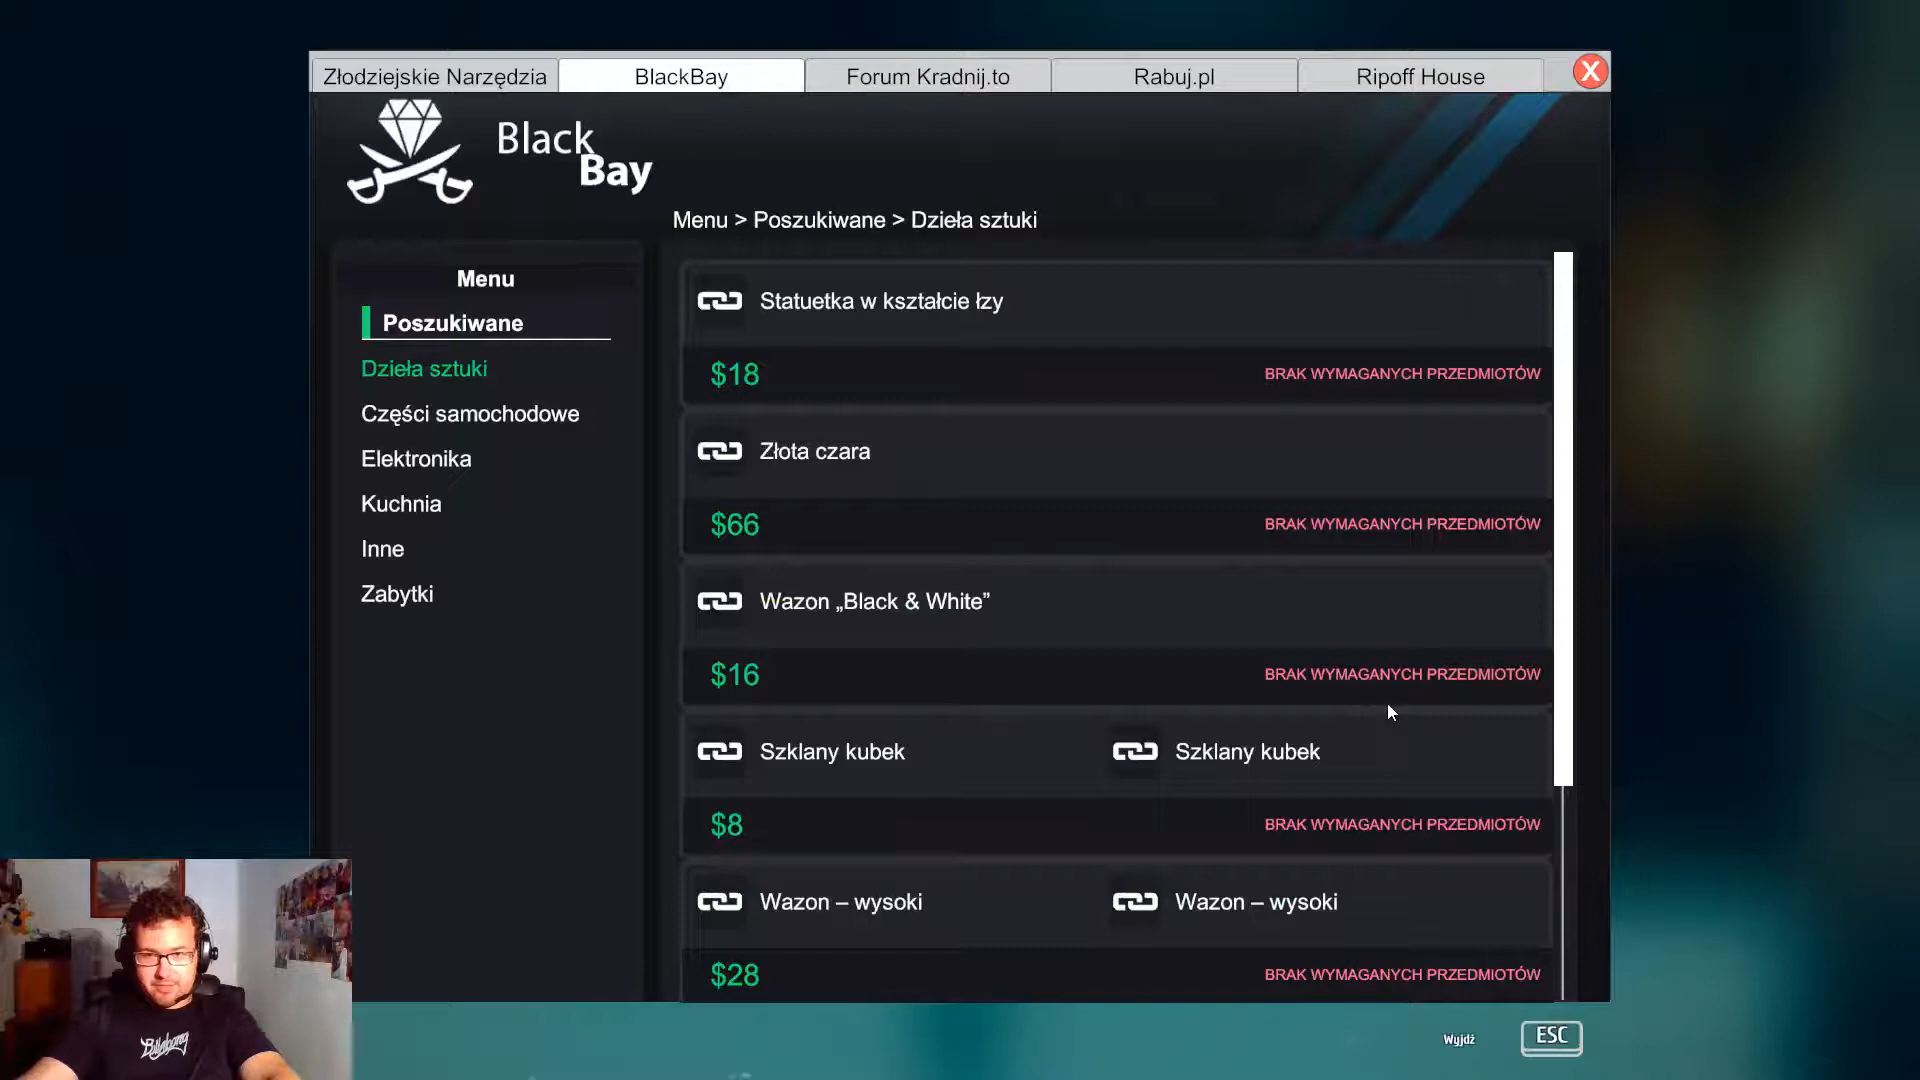 Złodziejskie Narzędzia
BlackBay
Forum Kradnij.to
Rabuj.pl
Ripoff House
X
Black
Bay
Menu > Poszukiwane > Dzieła sztuki
Menu
Poszukiwane
Dzieła sztuki
Części samochodowe
Elektronika
Kuchnia
Inne
Zabytki
Statuetka w kształcie łzy
$18
BRAK WYMAGANYCH PRZEDMIOTÓW
Złota czara
$66
BRAK WYMAGANYCH PRZEDMIOTÓW
Wazon „Black & White”
$16
BRAK WYMAGANYCH PRZEDMIOTÓW
Szklany kubek
Szklany kubek
$8
BRAK WYMAGANYCH PRZEDMIOTÓW
Wazon – wysoki
Wazon – wysoki
$28
BRAK WYMAGANYCH PRZEDMIOTÓW
Billabong
Wyjdź
ESC